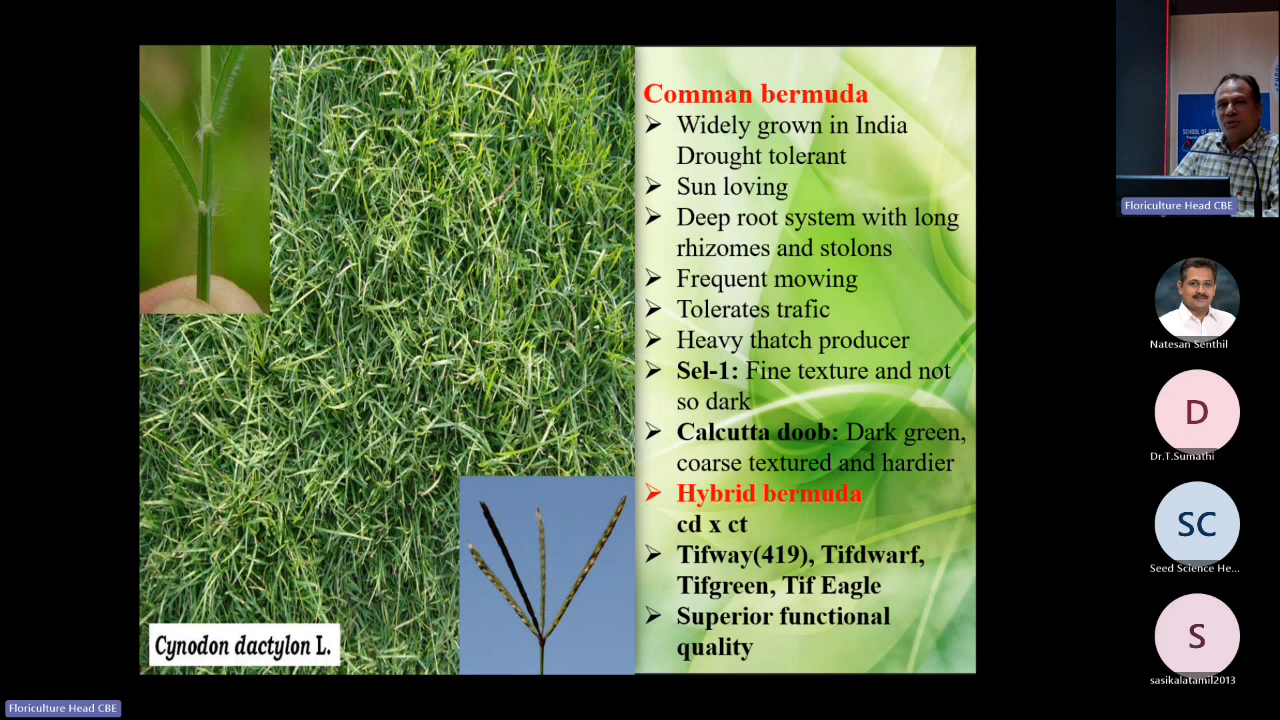 Comman bermuda
➢ Widely grown in India
Drought tolerant
➢ Sun loving
➢ Deep root system with long
rhizomes and stolons
➢ Frequent mowing
➢ Tolerates trafic
➢ Heavy thatch producer
➢ Sel-1: Fine texture and not
so dark
➢ Calcutta doob: Dark green,
coarse textured and hardier
➢ Hybrid bermuda
cd x ct
➢ Tifway(419), Tifdwarf,
Tifgreen, Tif Eagle
➢ Superior functional
quality
Cynodon dactylon L.
Floriculture Head CBE
Floriculture Head CBE
Natesan Senthil
D
Dr.T.Sumathi
SC
Seed Science He...
S
sasikalatamil2013